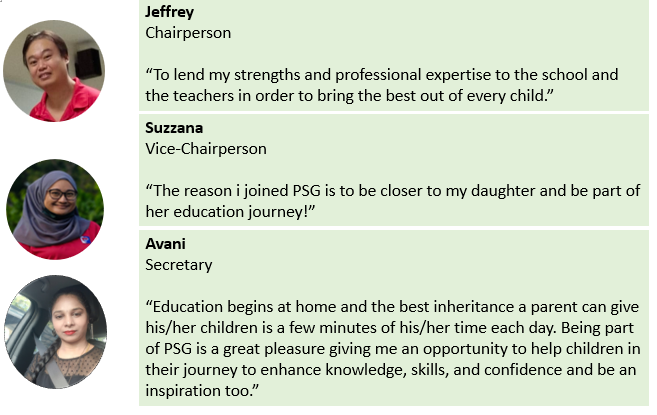 Jeffrey
Chairperson
“To lend my strengths and professional expertise to the school and
the teachers in order to bring the best out of every child.”
Suzzana
Vice-Chairperson
“The reason i joined PSG is to be closer to my daughter and be part of
her education journey!”
Avani
Secretary
“Education begins at home and the best inheritance a parent can give
his/her children is a few minutes of his/her time each day. Being part
of PSG is a great pleasure giving me an opportunity to help children in
their journey to enhance knowledge, skills, and confidence and be an
inspiration too.”